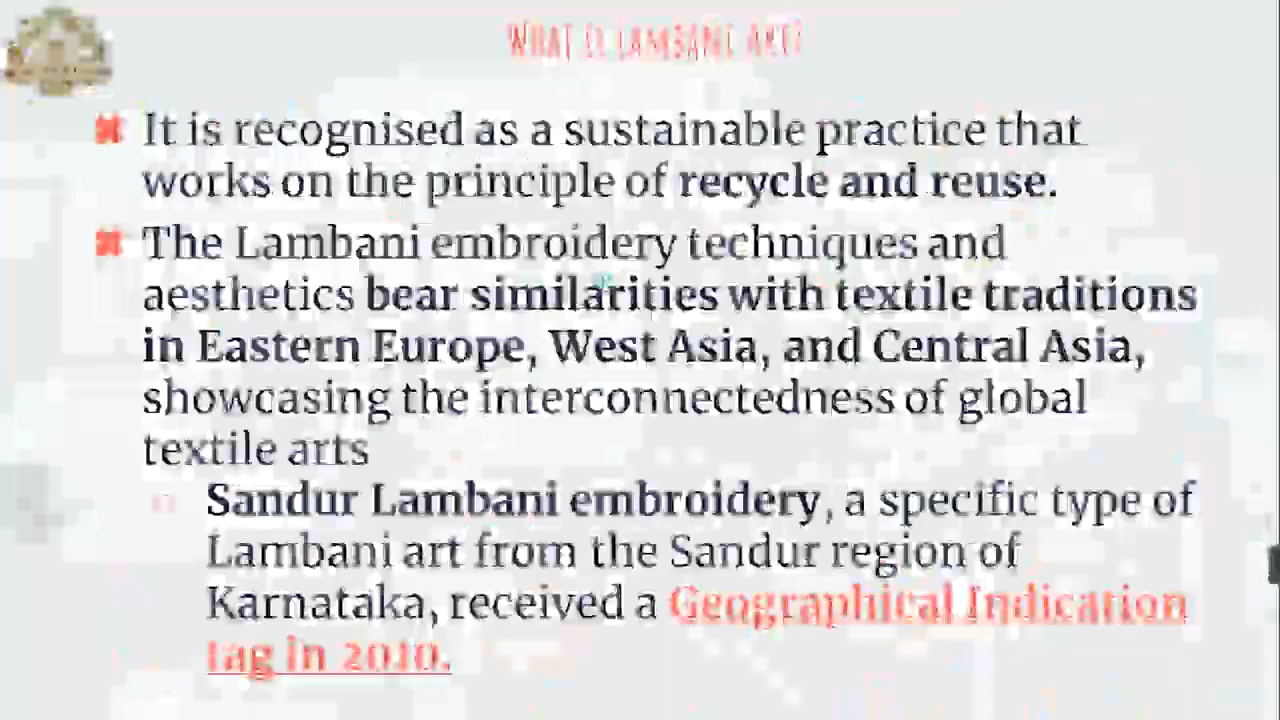 WHAT IS LAMBANI ART?
It is recognised as a sustainable practice that
works on the principle of recycle and reuse.
The Lambani embroidery techniques and
aesthetics bear similarities with textile traditions
in Eastern Europe, West Asia, and Central Asia,
showcasing the interconnectedness of global
textile arts
Sandur Lambani embroidery, a specific type of
Lambani art from the Sandur region of
Karnataka, received a Geographical Indication
tag in 2010.